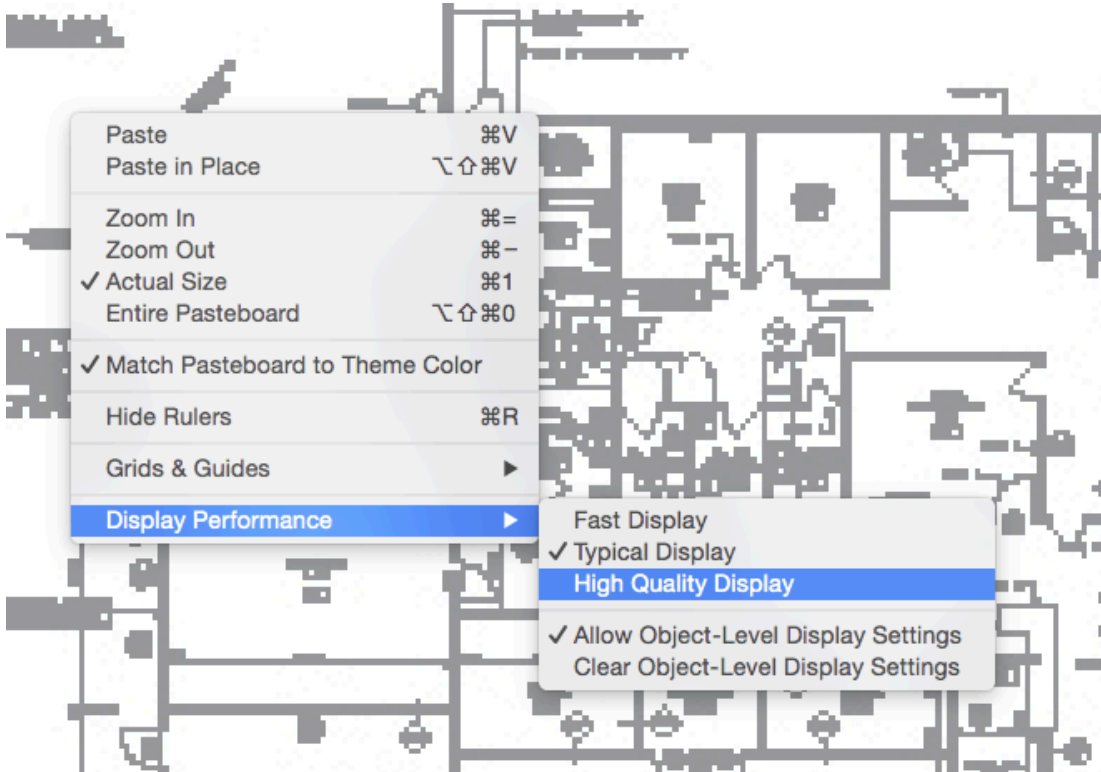 Paste ⌘V
Paste in Place ⌥⇧⌘V
Zoom In ⌘=
Zoom Out ⌘−
✓ Actual Size ⌘1
Entire Pasteboard ⌥⇧⌘0
✓ Match Pasteboard to Theme Color
Hide Rulers ⌘R
Grids & Guides ▶
Display Performance ▶
Fast Display
✓ Typical Display
High Quality Display
✓ Allow Object-Level Display Settings
Clear Object-Level Display Settings